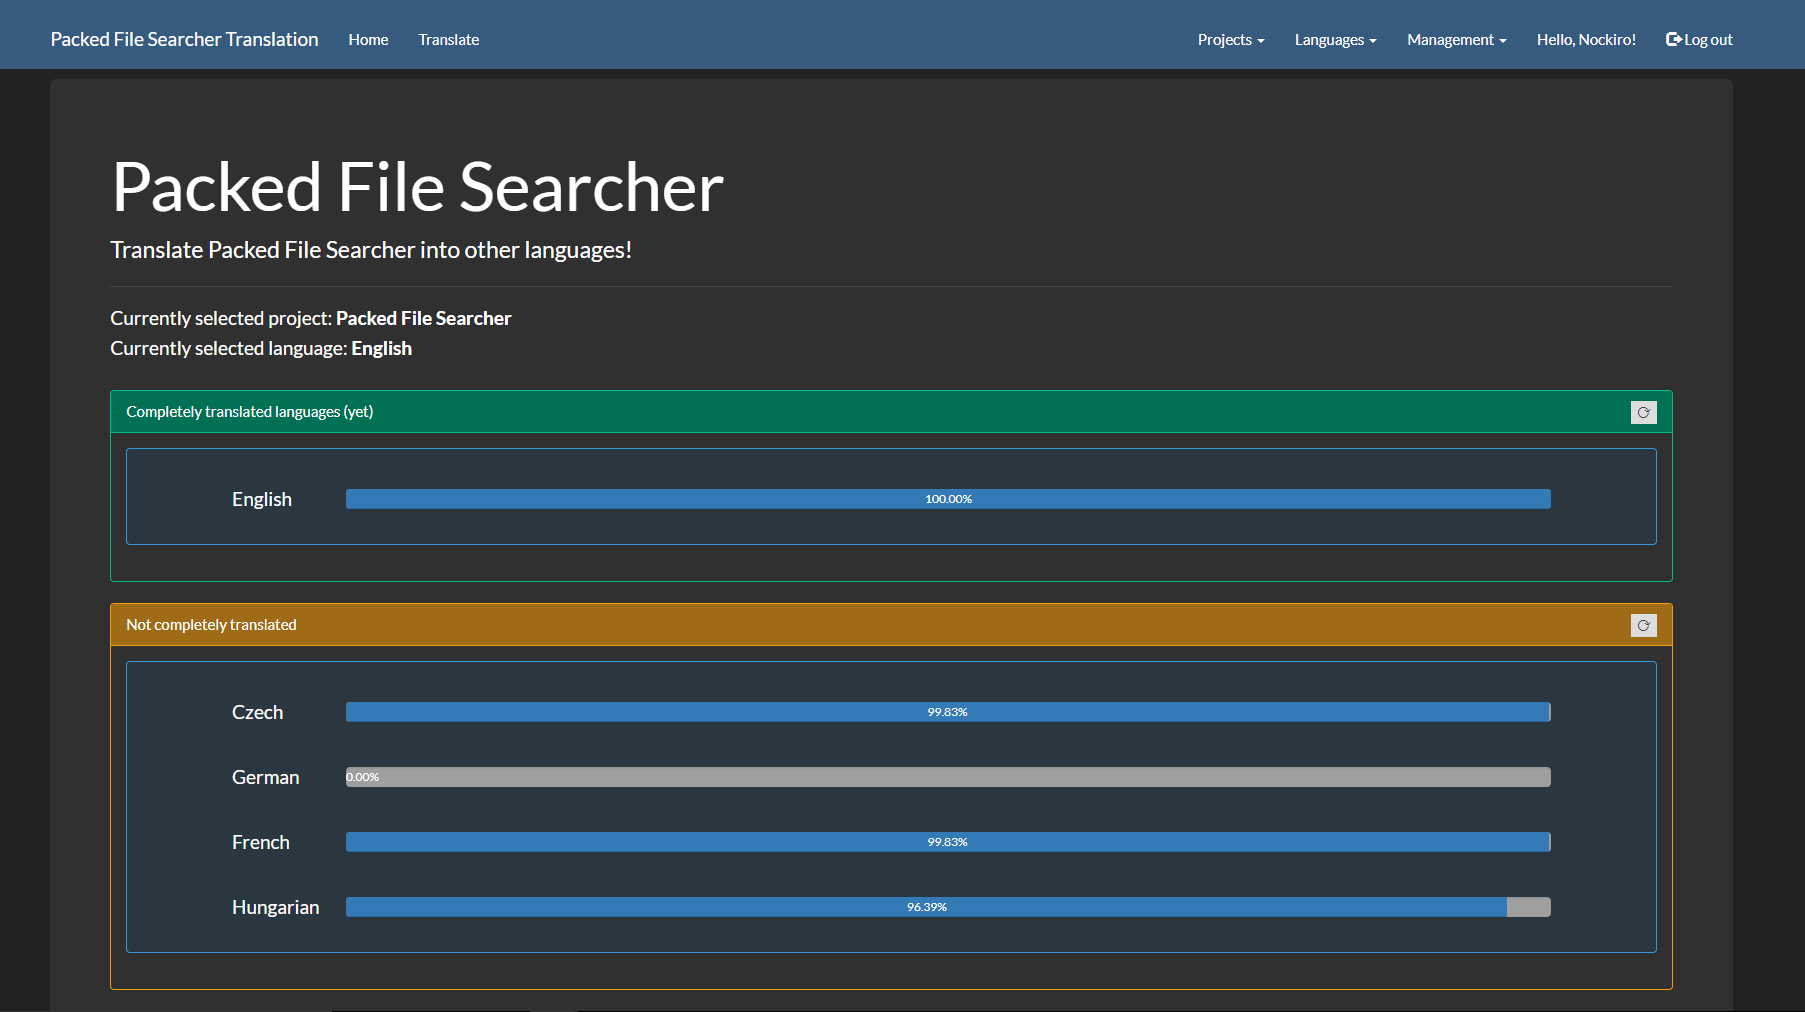 Packed File Searcher Translation Home Translate Projects Languages Management Hello, Nockiro! Log out
Packed File Searcher
Translate Packed File Searcher into other languages!
Currently selected project: Packed File Searcher
Currently selected language: English
Completely translated languages (yet)
English 100.00%
Not completely translated
Czech 99.83%
German 0.00%
French 99.83%
Hungarian 96.39%